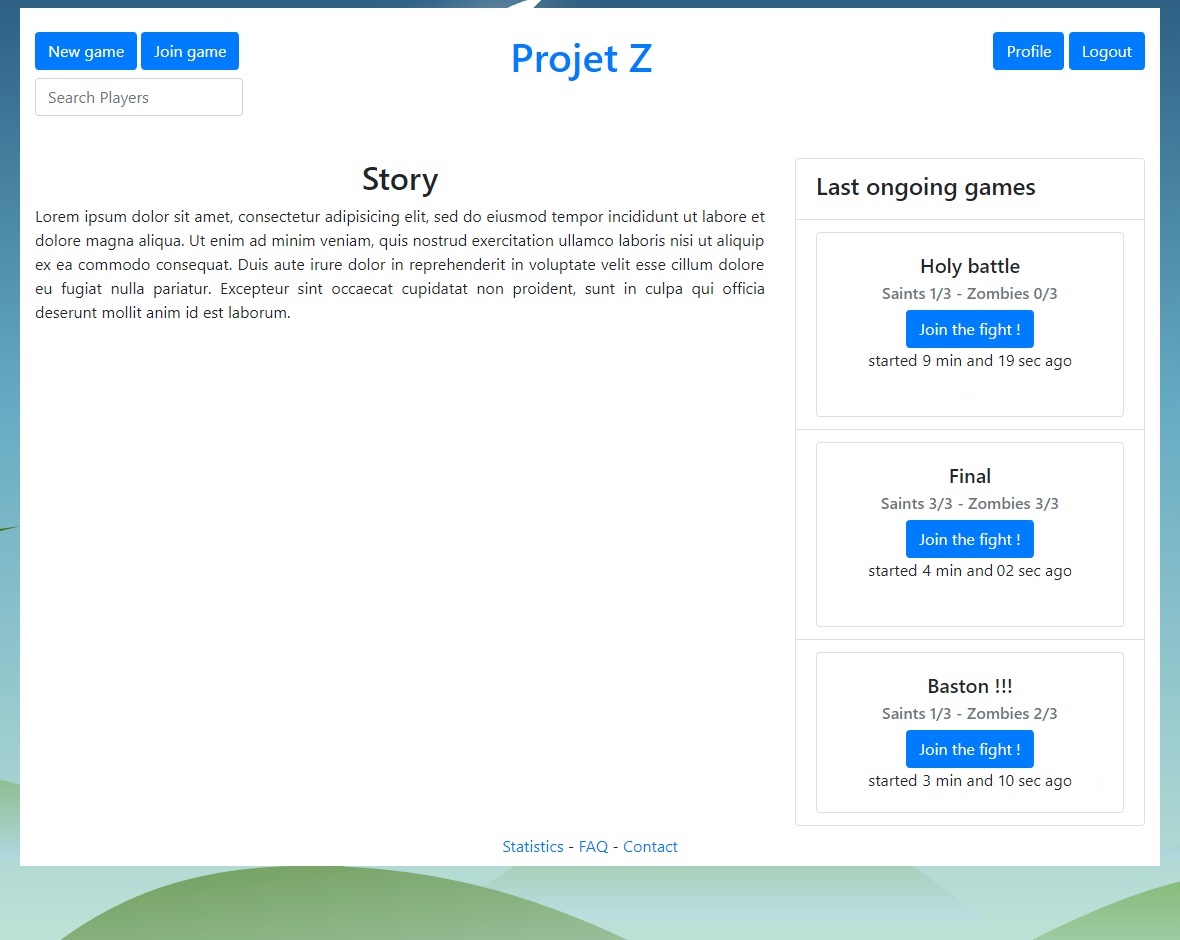 New game Join game
Projet Z
Profile Logout
Search Players
Story
Lorem ipsum dolor sit amet, consectetur adipisicing elit, sed do eiusmod tempor incididunt ut labore et
dolore magna aliqua. Ut enim ad minim veniam, quis nostrud exercitation ullamco laboris nisi ut aliquip
ex ea commodo consequat. Duis aute irure dolor in reprehenderit in voluptate velit esse cillum dolore
eu fugiat nulla pariatur. Excepteur sint occaecat cupidatat non proident, sunt in culpa qui officia
deserunt mollit anim id est laborum.
Last ongoing games
Holy battle
Saints 1/3 - Zombies 0/3
Join the fight !
started 9 min and 19 sec ago
Final
Saints 3/3 - Zombies 3/3
Join the fight !
started 4 min and 02 sec ago
Baston !!!
Saints 1/3 - Zombies 2/3
Join the fight !
started 3 min and 10 sec ago
Statistics - FAQ - Contact